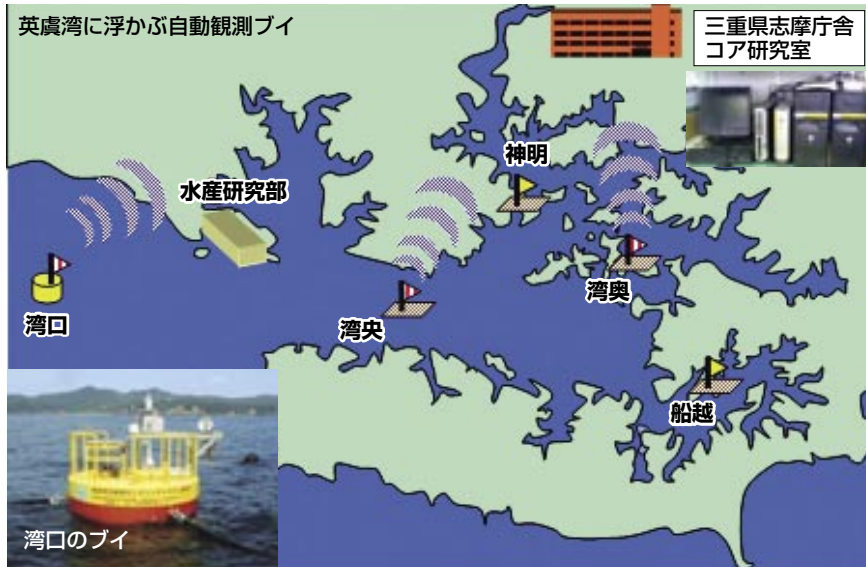 英虞湾に浮かぶ自動観測ブイ
三重県志摩庁舎
コア研究室
神明
水産研究部
湾口
湾央
湾奥
船越
湾口のブイ